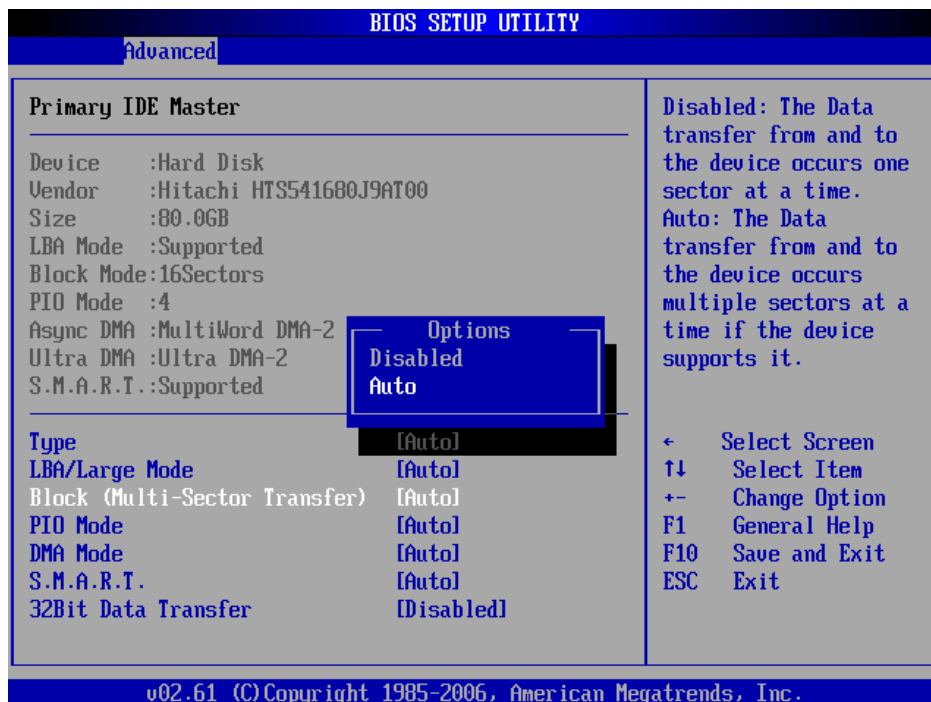 BIOS SETUP UTILITY
Advanced
Primary IDE Master
Device :Hard Disk
Vendor :Hitachi HTS541680J9AT00
Size :80.0GB
LBA Mode :Supported
Block Mode:16Sectors
PIO Mode :4
Async DMA :MultiWord DMA-2
Ultra DMA :Ultra DMA-2
S.M.A.R.T.:Supported
Options
Disabled
Auto
Type [Auto]
LBA/Large Mode [Auto]
Block (Multi-Sector Transfer) [Auto]
PIO Mode [Auto]
DMA Mode [Auto]
S.M.A.R.T. [Auto]
32Bit Data Transfer [Disabled]
Disabled: The Data
transfer from and to
the device occurs one
sector at a time.
Auto: The Data
transfer from and to
the device occurs
multiple sectors at a
time if the device
supports it.
← Select Screen
↑↓ Select Item
+- Change Option
F1 General Help
F10 Save and Exit
ESC Exit
v02.61 (C)Copyright 1985-2006, American Megatrends, Inc.